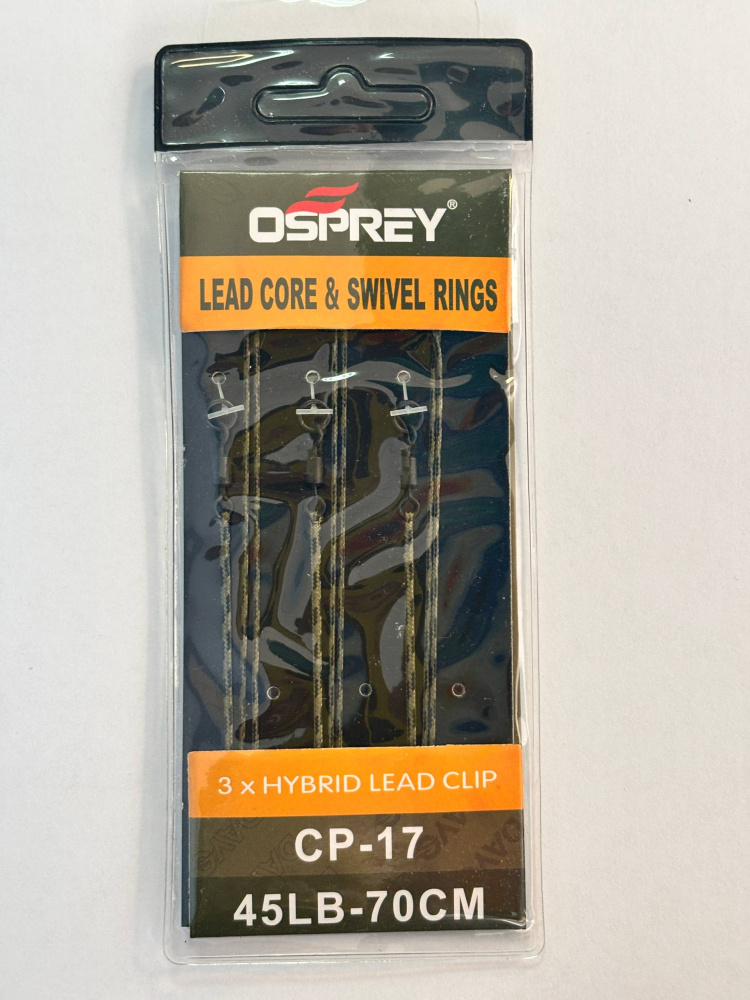 OSPREY®
LEAD CORE & SWIVEL RINGS
3 x HYBRID LEAD CLIP
CP-17
45LB-70CM